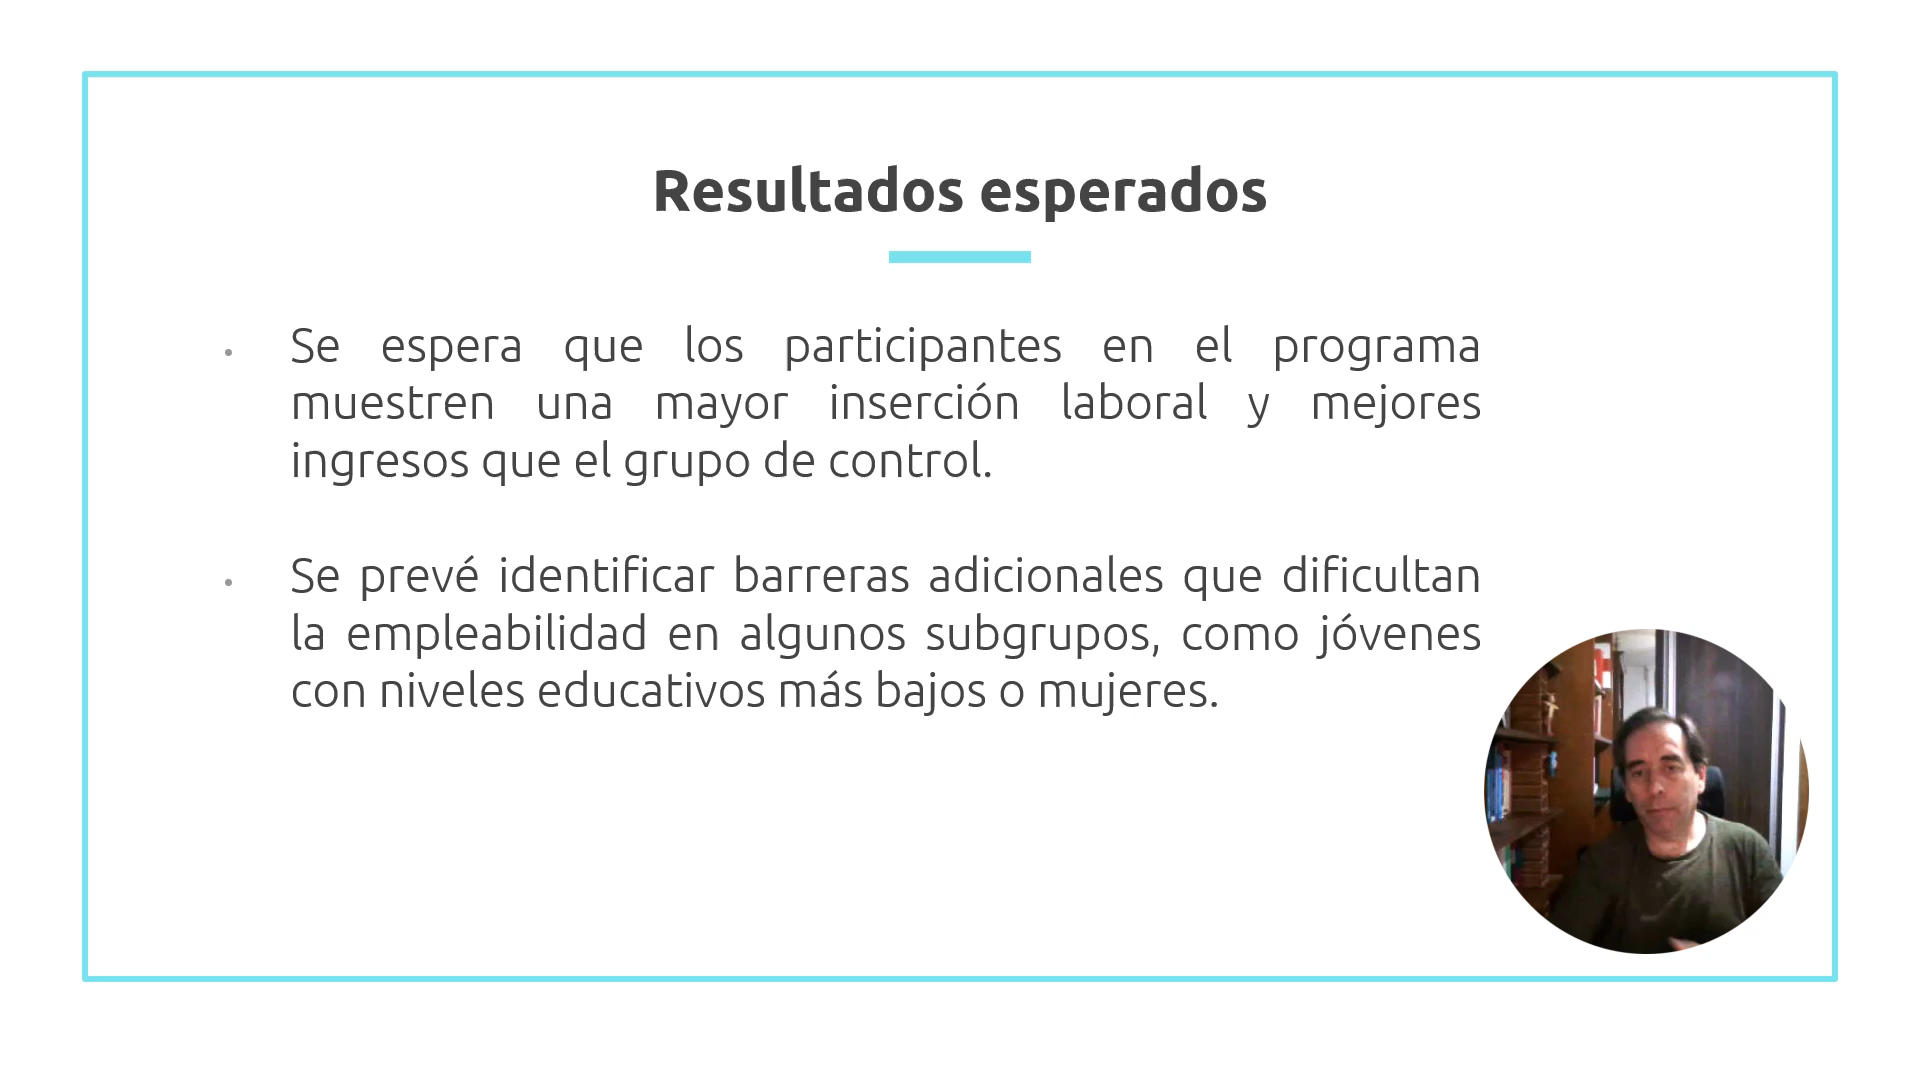 Resultados esperados
• Se espera que los participantes en el programa
muestren una mayor inserción laboral y mejores
ingresos que el grupo de control.
• Se prevé identificar barreras adicionales que dificultan
la empleabilidad en algunos subgrupos, como jóvenes
con niveles educativos más bajos o mujeres.